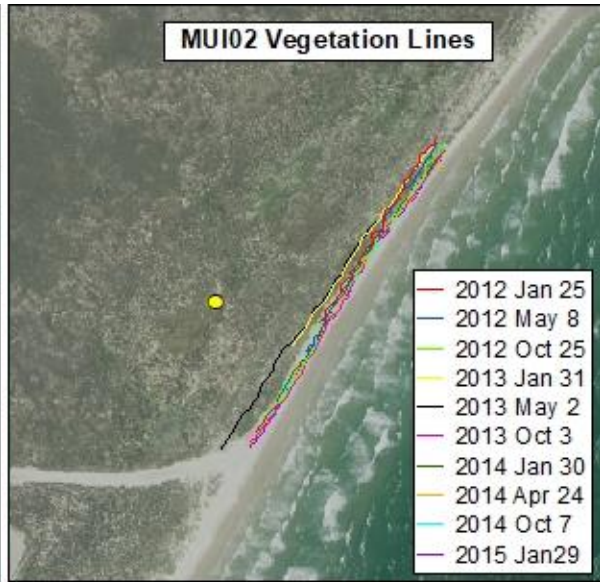 MUI02 Vegetation Lines
2012 Jan 25
2012 May 8
2012 Oct 25
2013 Jan 31
2013 May 2
2013 Oct 3
2014 Jan 30
2014 Apr 24
2014 Oct 7
2015 Jan29